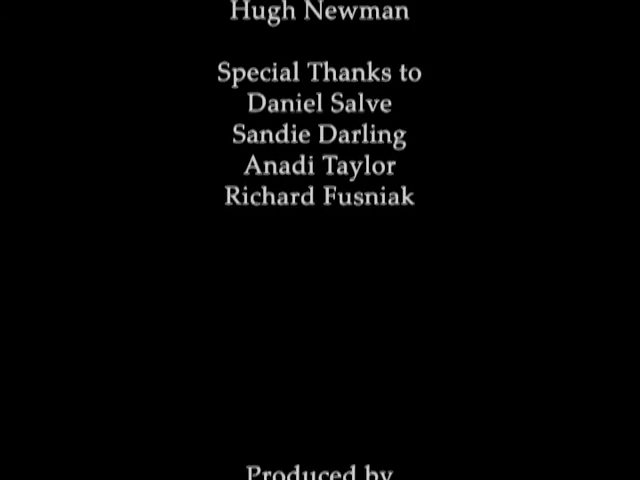 Hugh Newman
Special Thanks to
Daniel Salve
Sandie Darling
Anadi Taylor
Richard Fusniak
Produced by